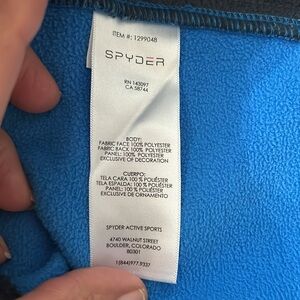 ITEM #: 1299048
SPYDER
RN 143097
CA 58744
BODY:
FABRIC FACE 100% POLYESTER
FABRIC BACK 100% POLYESTER
PANEL: 100% POLYESTER
EXCLUSIVE OF DECORATION
CUERPO:
TELA CARA 100 % POLIÉSTER
TELA ESPALDA: 100 % POLIÉSTER
PANEL: 100 % POLIÉSTER
EXCLUSIVE DE ORNAMENTO
SPYDER ACTIVE SPORTS
4740 WALNUT STREET
BOULDER, COLORADO
80301
1(844)977.9337